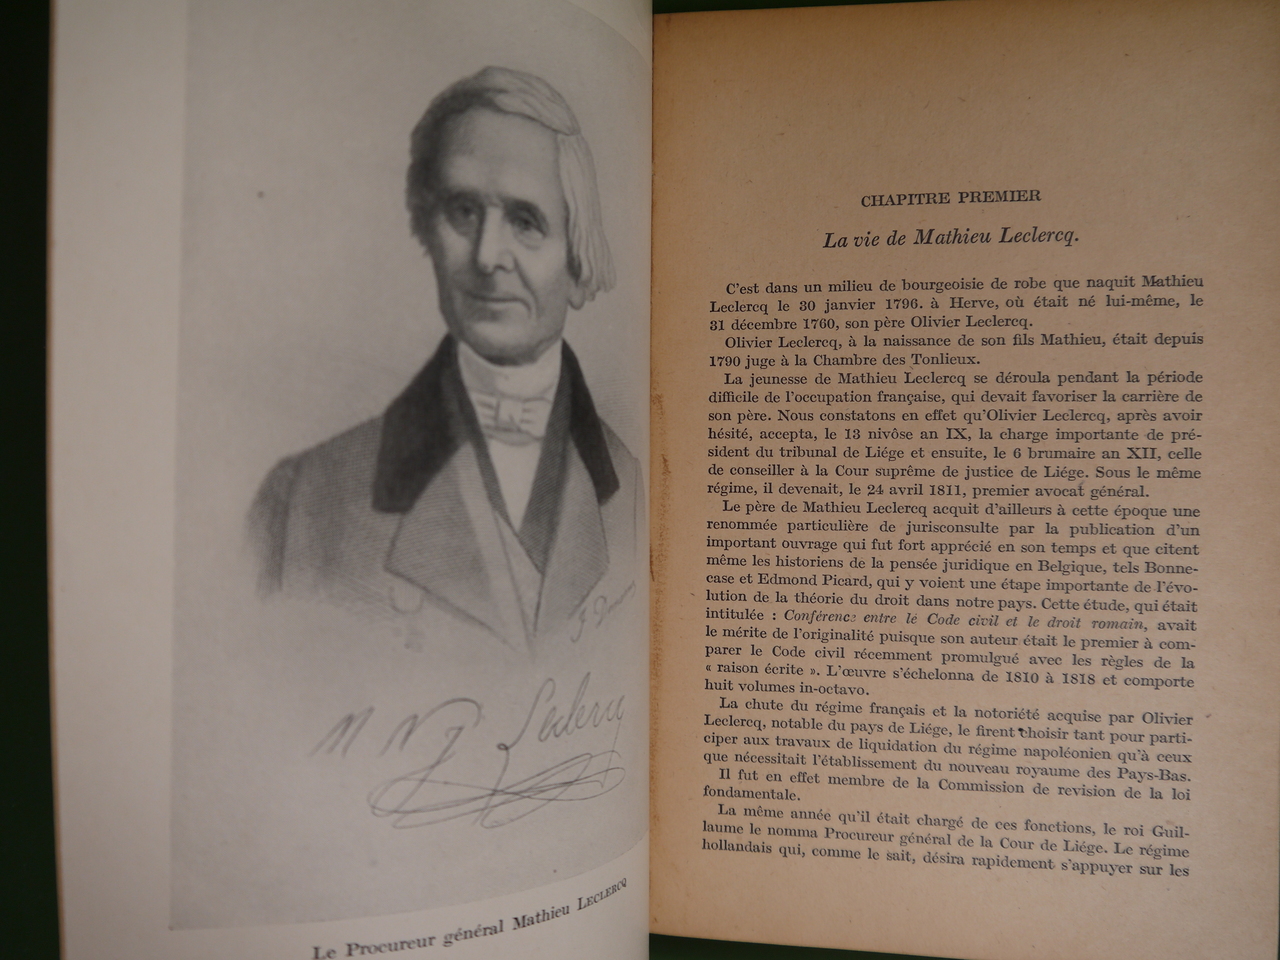 M N J Leclercq
Le Procureur général Mathieu LECLERCQ
CHAPITRE PREMIER
La vie de Mathieu Leclercq.
C'est dans un milieu de bourgeoisie de robe que naquit Mathieu
Leclercq le 30 janvier 1796. à Herve, où était né lui-même, le
31 décembre 1760, son père Olivier Leclercq.
Olivier Leclercq, à la naissance de son fils Mathieu, était depuis
1790 juge à la Chambre des Tonlieux.
La jeunesse de Mathieu Leclercq se déroula pendant la période
difficile de l'occupation française, qui devait favoriser la carrière de
son père. Nous constatons en effet qu'Olivier Leclercq, après avoir
hésité, accepta, le 13 nivôse an IX, la charge importante de pré-
sident du tribunal de Liége et ensuite, le 6 brumaire an XII, celle
de conseiller à la Cour suprême de justice de Liége. Sous le même
régime, il devenait, le 24 avril 1811, premier avocat général.
Le père de Mathieu Leclercq acquit d'ailleurs à cette époque une
renommée particulière de jurisconsulte par la publication d'un
important ouvrage qui fut fort apprécié en son temps et que citent
même les historiens de la pensée juridique en Belgique, tels Bonne-
case et Edmond Picard, qui y voient une étape importante de l'évo-
lution de la théorie du droit dans notre pays. Cette étude, qui était
intitulée : Conférence entre le Code civil et le droit romain, avait
le mérite de l'originalité puisque son auteur était le premier à com-
parer le Code civil récemment promulgué avec les règles de la
« raison écrite ». L'œuvre s'échelonna de 1810 à 1818 et comporte
huit volumes in-octavo.
La chute du régime français et la notoriété acquise par Olivier
Leclercq, notable du pays de Liége, le firent choisir tant pour parti-
ciper aux travaux de liquidation du régime napoléonien qu'à ceux
que nécessitait l'établissement du nouveau royaume des Pays-Bas.
Il fut en effet membre de la Commission de revision de la loi
fondamentale.
La même année qu'il était chargé de ces fonctions, le roi Guil-
laume le nomma Procureur général de la Cour de Liége. Le régime
hollandais qui, comme le sait, désira rapidement s'appuyer sur les